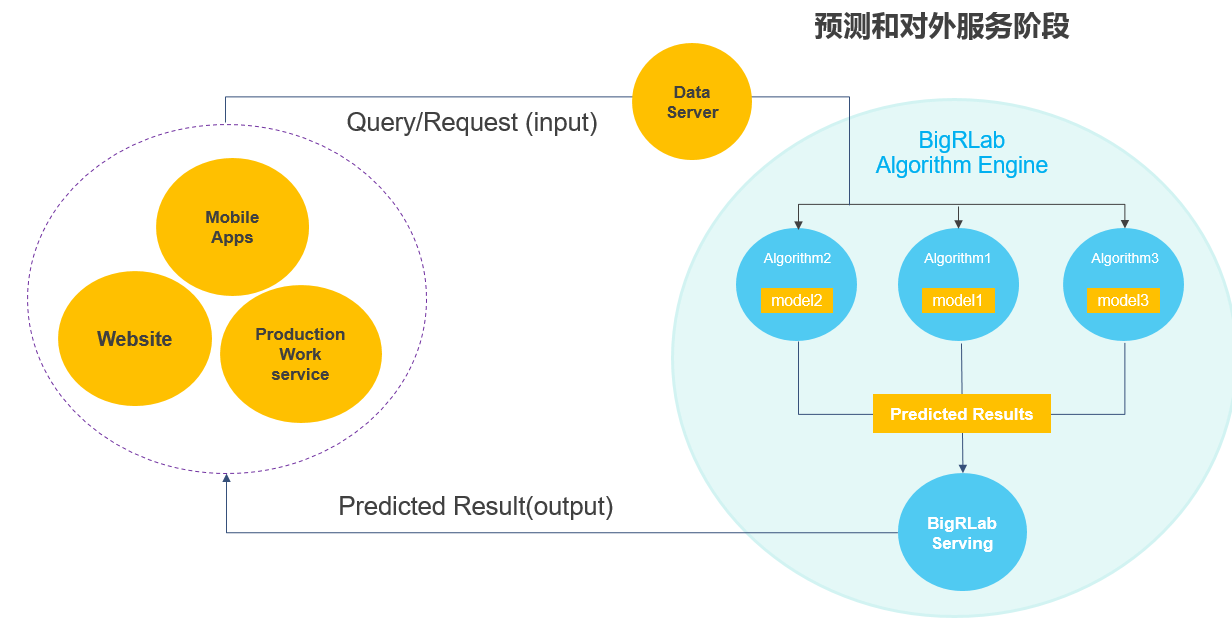 预测和对外服务阶段
Data
Server
Query/Request (input)
BigRLab
Algorithm Engine
Mobile
Apps
Website
Production
Work
service
Algorithm2
model2
Algorithm1
model1
Algorithm3
model3
Predicted Results
Predicted Result(output)
BigRLab
Serving